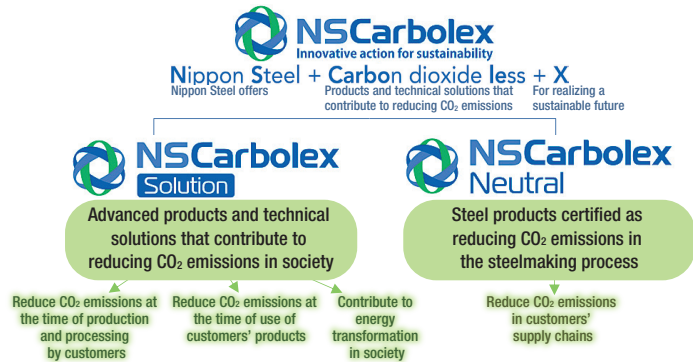 NSCarbolex
Innovative action for sustainability
Nippon Steel + Carbon dioxide less + X
Nippon Steel offers
Products and technical solutions that
contribute to reducing CO₂ emissions
For realizing a
sustainable future
NSCarbolex
Solution
Advanced products and technical
solutions that contribute to
reducing CO₂ emissions in society
Reduce CO₂ emissions at
the time of production
and processing
by customers
Reduce CO₂ emissions at
the time of use of
customers' products
Contribute to
energy
transformation
in society
NSCarbolex
Neutral
Steel products certified as
reducing CO₂ emissions in
the steelmaking process
Reduce CO₂ emissions
in customers'
supply chains